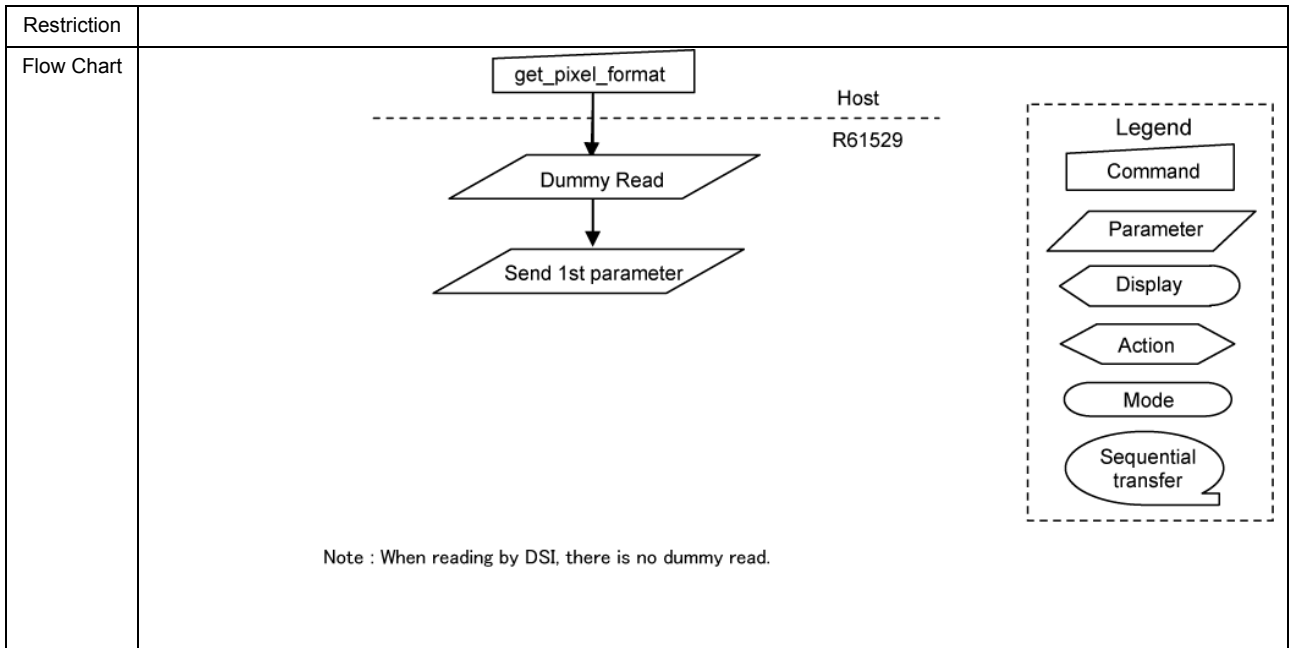 Restriction
Flow Chart
get_pixel_format
Host
R61529
Dummy Read
Send 1st parameter
Legend
Command
Parameter
Display
Action
Mode
Sequential
transfer
Note : When reading by DSI, there is no dummy read.